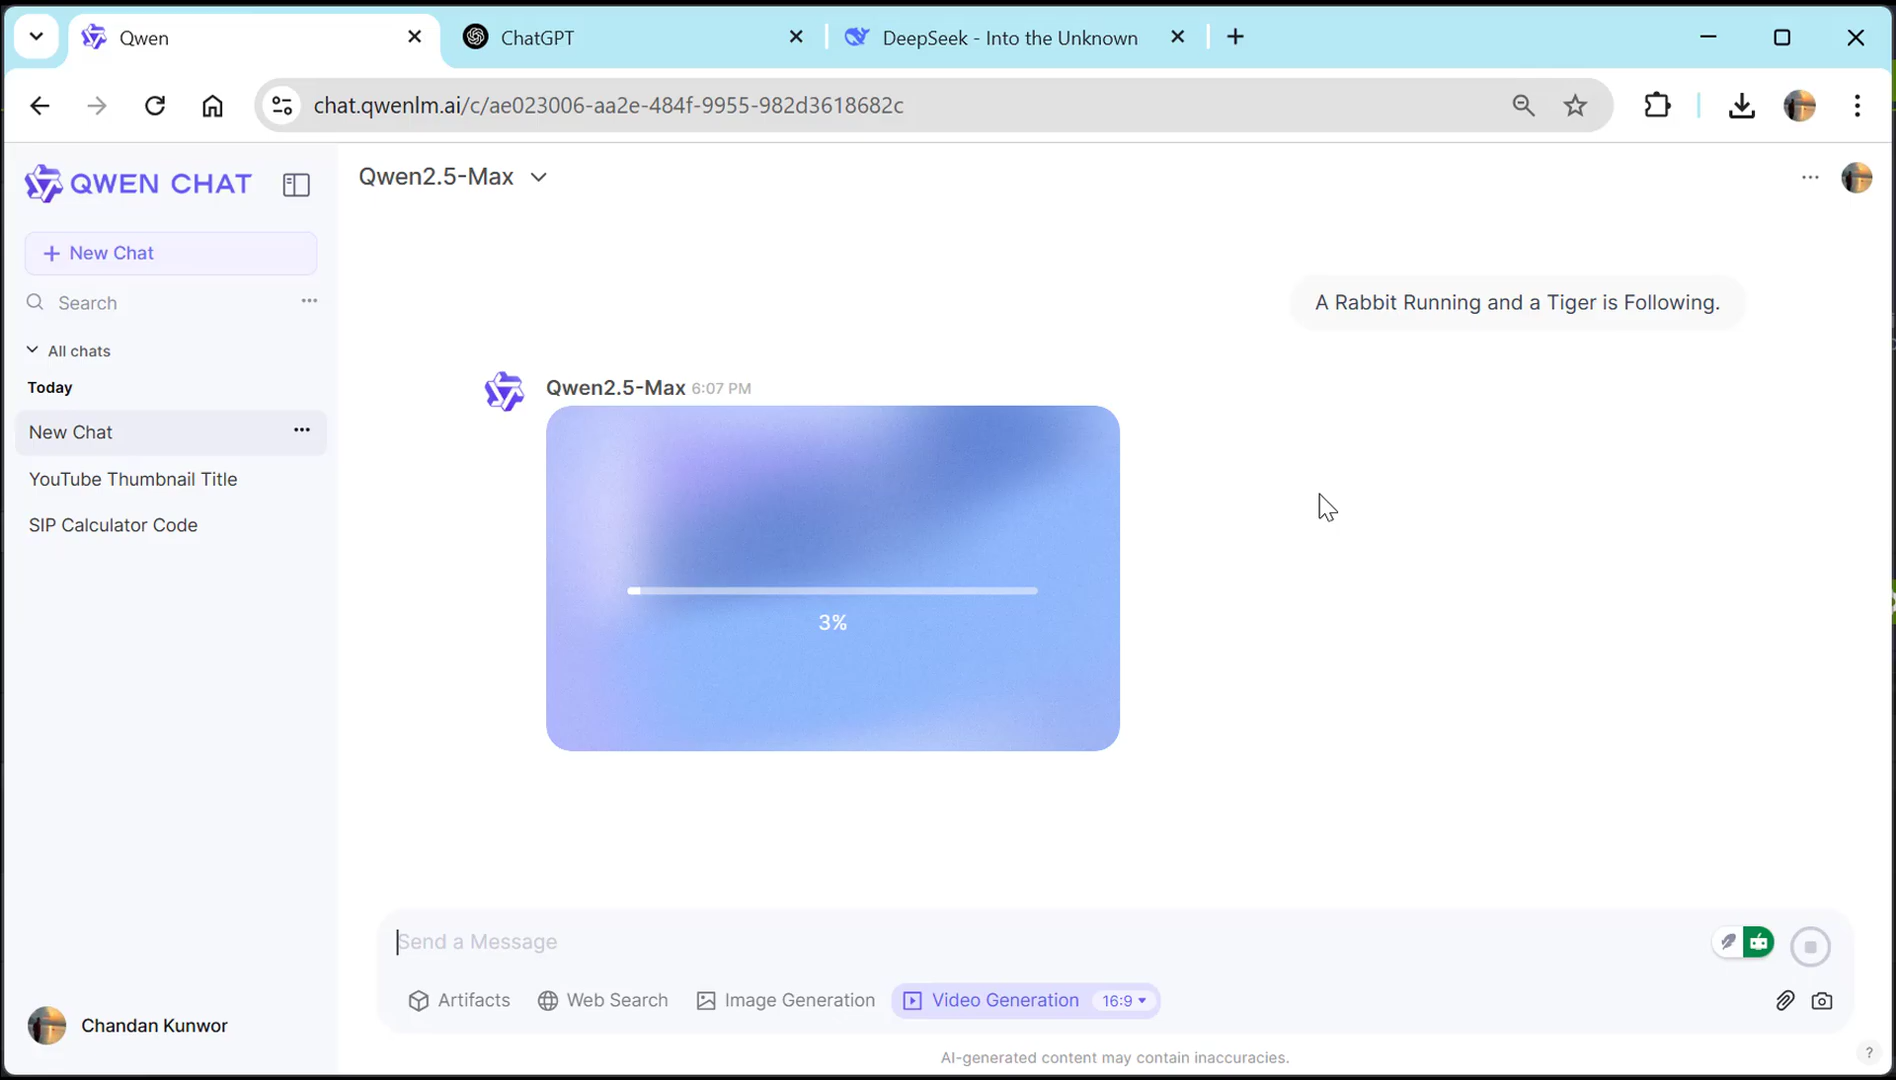 Qwen
ChatGPT
DeepSeek - Into the Unknown
chat.qwenlm.ai/c/ae023006-aa2e-484f-9955-982d3618682c
QWEN CHAT
Qwen2.5-Max
New Chat
Search
All chats
Today
New Chat
YouTube Thumbnail Title
SIP Calculator Code
A Rabbit Running and a Tiger is Following.
Qwen2.5-Max 6:07 PM
3%
Send a Message
Artifacts Web Search Image Generation Video Generation 16:9
Chandan Kunwor
AI-generated content may contain inaccuracies.
?